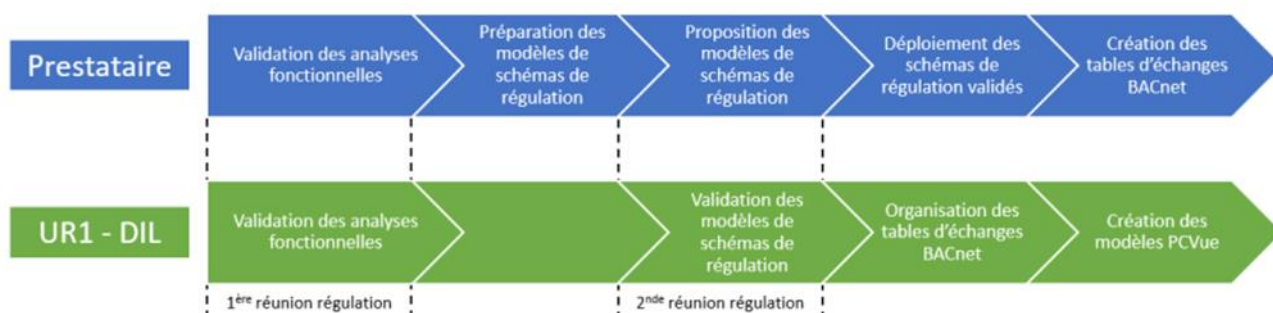 Prestataire
Validation des analyses
fonctionnelles
Préparation des
modèles de
schémas de
régulation
Proposition des
modèles de
schémas de
régulation
Déploiement des
schémas de
régulation validés
Création des
tables d'échanges
BACnet
UR1 - DIL
Validation des analyses
fonctionnelles
Validation des
modèles de
schémas de
régulation
Organisation des
tables d'échanges
BACnet
Création des
modèles PCVue
1ère réunion régulation
2nde réunion régulation